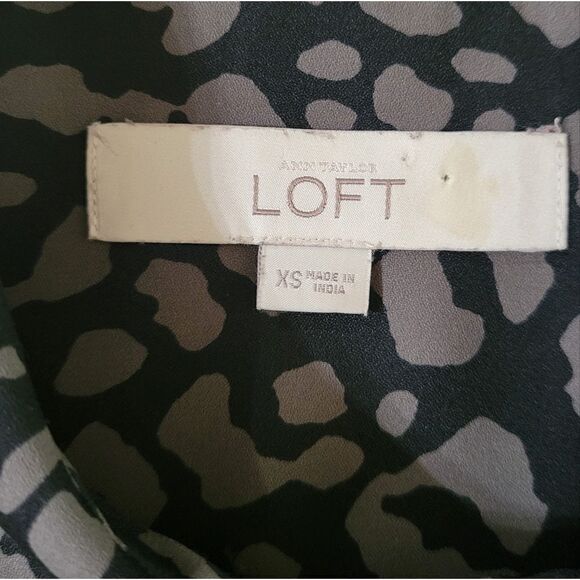 ANN TAYLOR
LOFT
XS MADE IN
INDIA